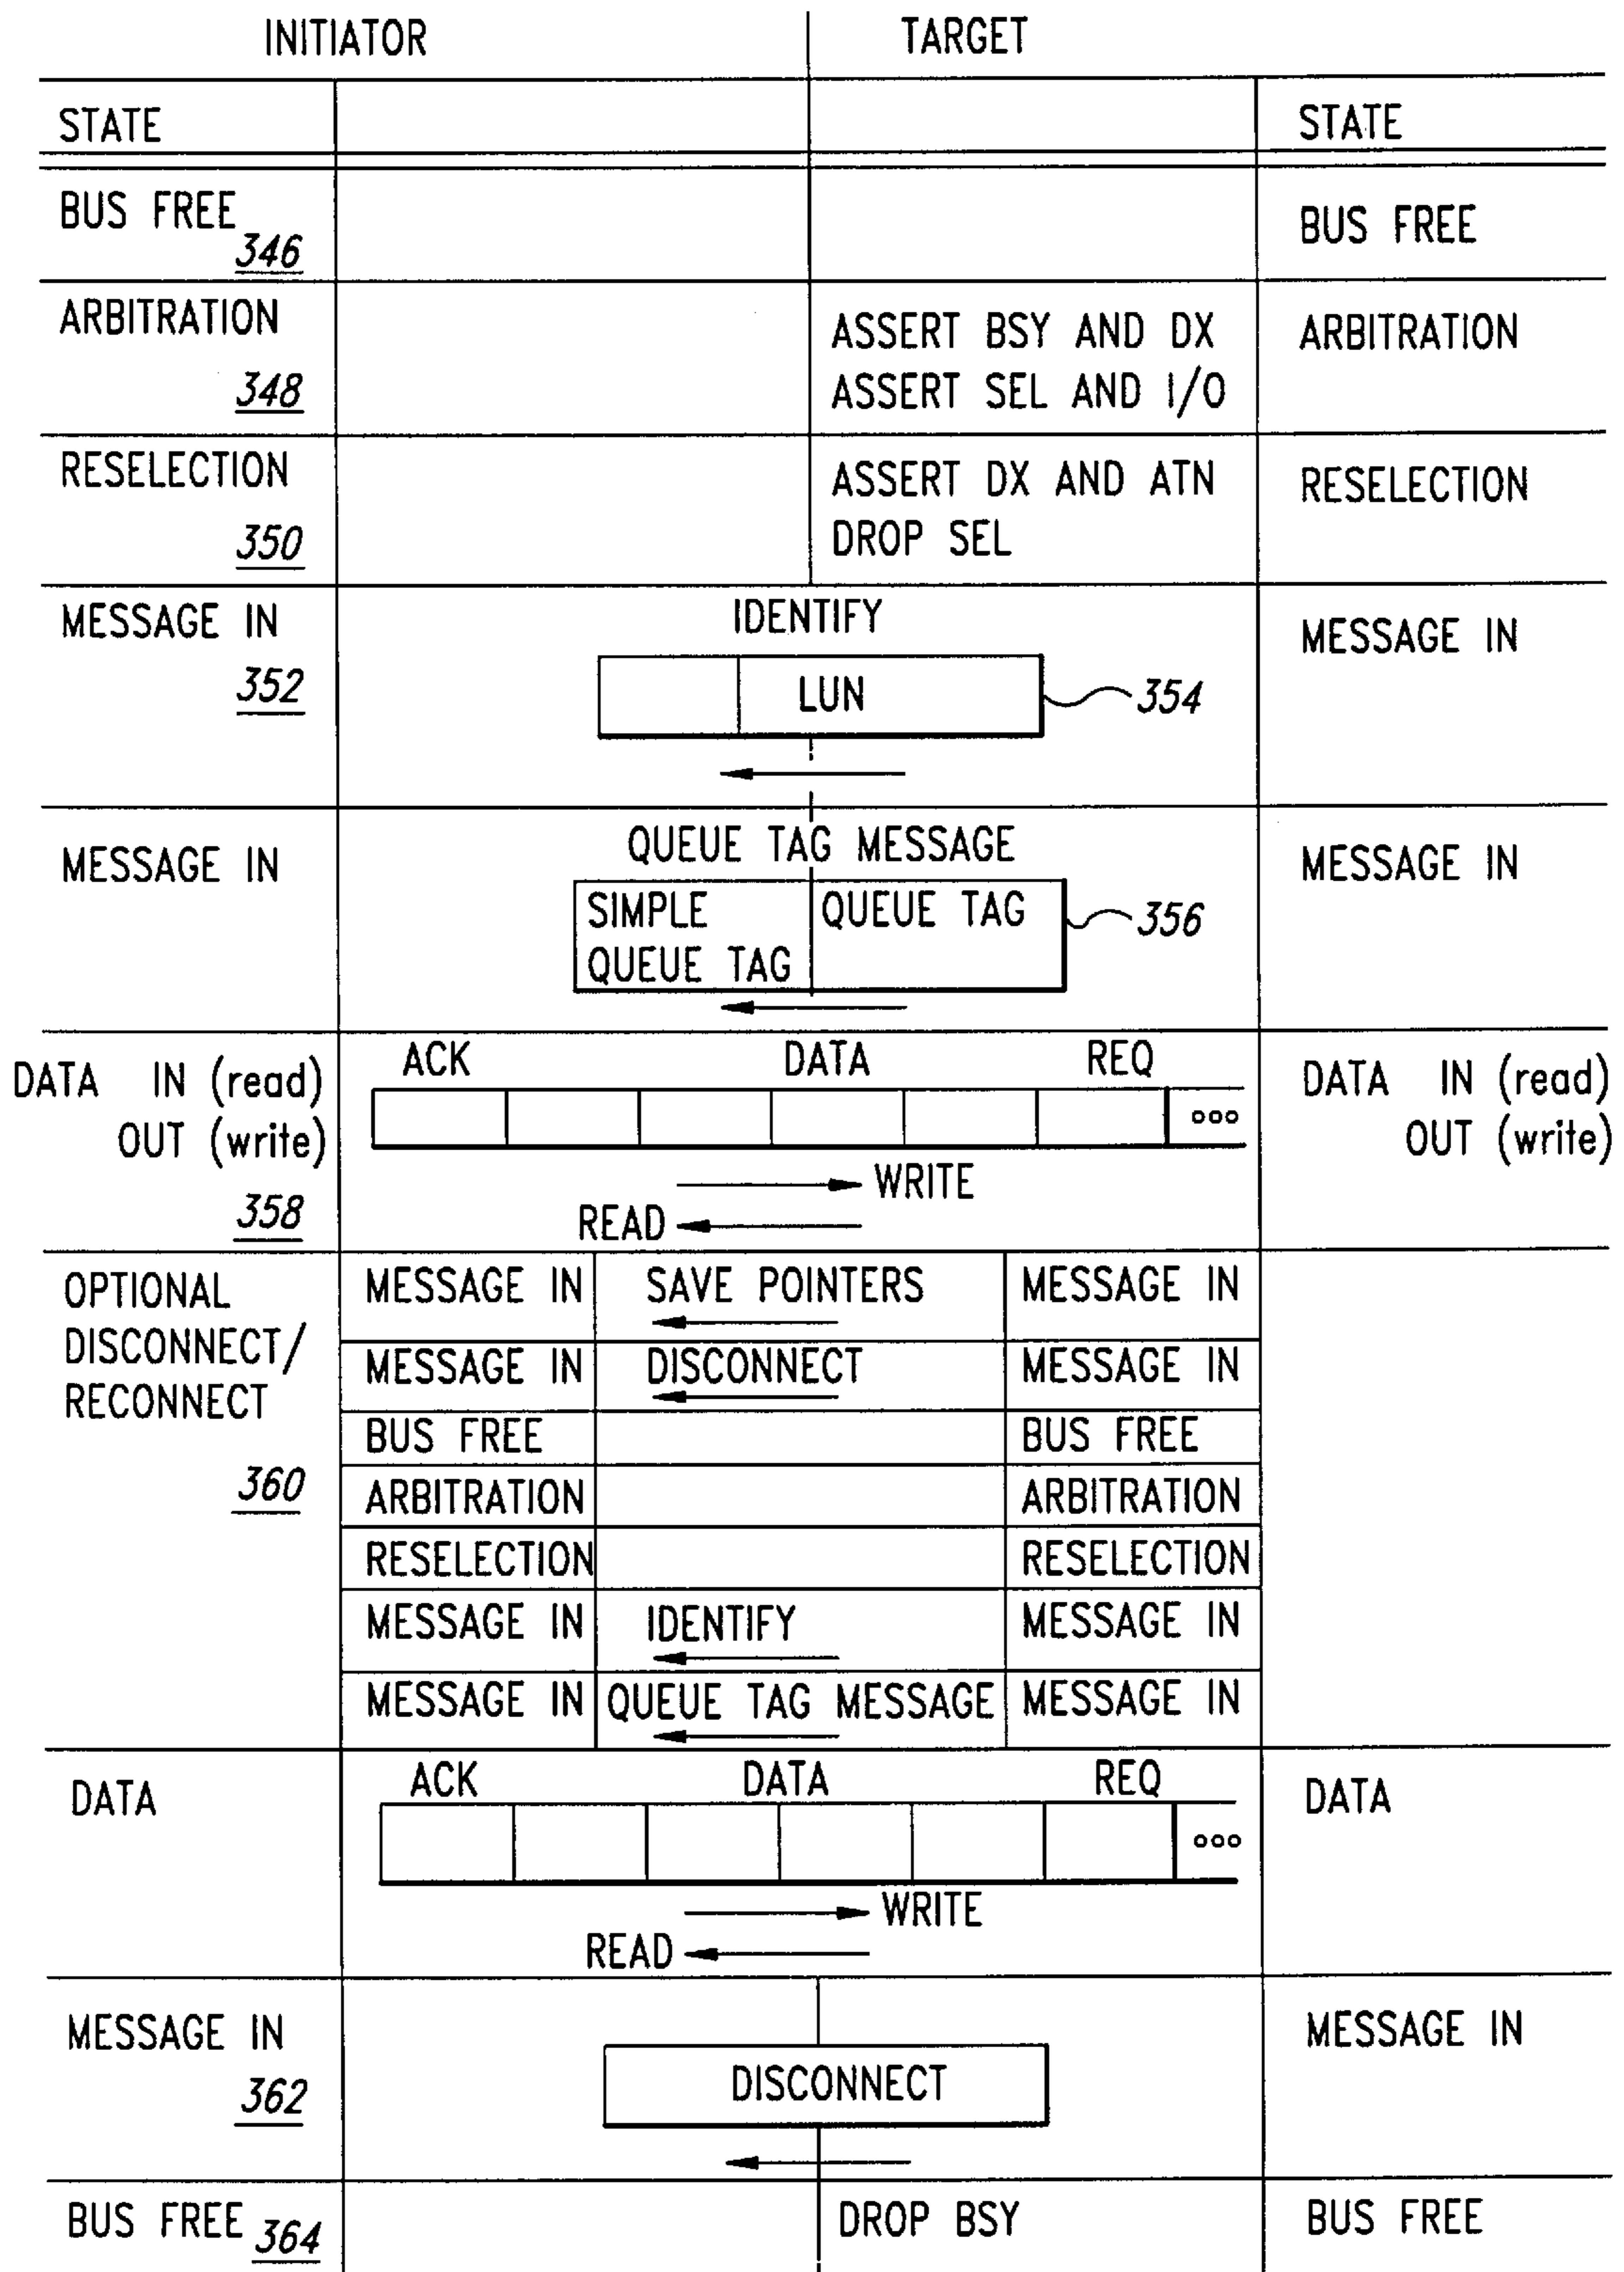 INITIATOR TARGET
STATE STATE
BUS FREE 346 BUS FREE
ARBITRATION ASSERT BSY AND DX ARBITRATION
348 ASSERT SEL AND I/O
RESELECTION ASSERT DX AND ATN RESELECTION
350 DROP SEL
MESSAGE IN IDENTIFY MESSAGE IN
352 LUN 354
MESSAGE IN QUEUE TAG MESSAGE MESSAGE IN
SIMPLE QUEUE TAG 356
QUEUE TAG
ACK DATA REQ
DATA IN (read) ooo DATA IN (read)
OUT (write) OUT (write)
WRITE
358 READ
OPTIONAL MESSAGE IN SAVE POINTERS MESSAGE IN
DISCONNECT/ MESSAGE IN DISCONNECT MESSAGE IN
RECONNECT
BUS FREE BUS FREE
360 ARBITRATION ARBITRATION
RESELECTION RESELECTION
MESSAGE IN IDENTIFY MESSAGE IN
MESSAGE IN QUEUE TAG MESSAGE MESSAGE IN
ACK DATA REQ
DATA ooo DATA
WRITE
READ
MESSAGE IN MESSAGE IN
362 DISCONNECT
BUS FREE 364 DROP BSY BUS FREE